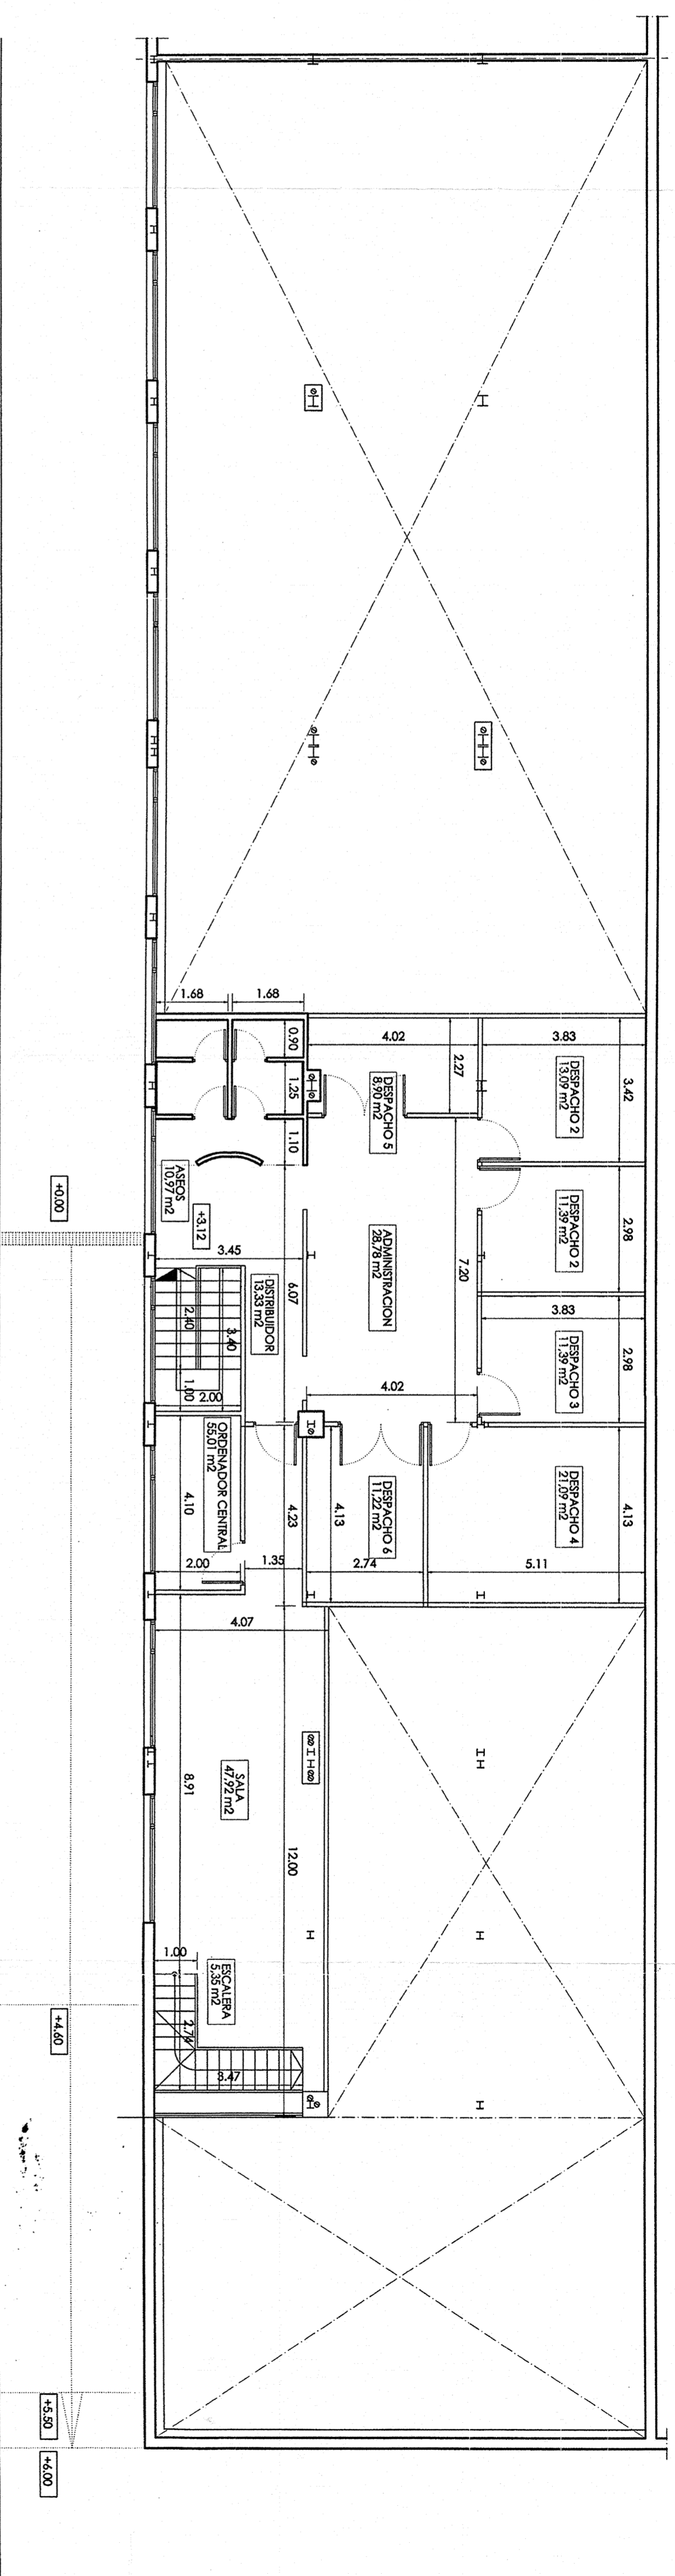 1.68
1.68
0.90
1.25
1.10
4.02
2.27
3.83
3.42
DESPACHO 2
13,09 m2
DESPACHO 5
8,90 m2
ASEOS
10,97 m2
+3.12
+0.00
3.45
6.07
ADMINISTRACION
28,78 m2
7.20
DESPACHO 2
11,39 m2
2.98
3.83
DISTRIBUIDOR
13,33 m2
2.40
3.40
1.00
2.00
4.02
DESPACHO 3
11,39 m2
2.98
ORDENADOR CENTRAL
55,01 m2
4.10
4.23
4.13
DESPACHO 6
11,22 m2
DESPACHO 4
21,09 m2
4.13
2.00
1.35
2.74
5.11
4.07
SALA
47,92 m2
8.91
12.00
1.00
ESCALERA
5,35 m2
2.74
3.47
+4.60
+5.50
+6.00